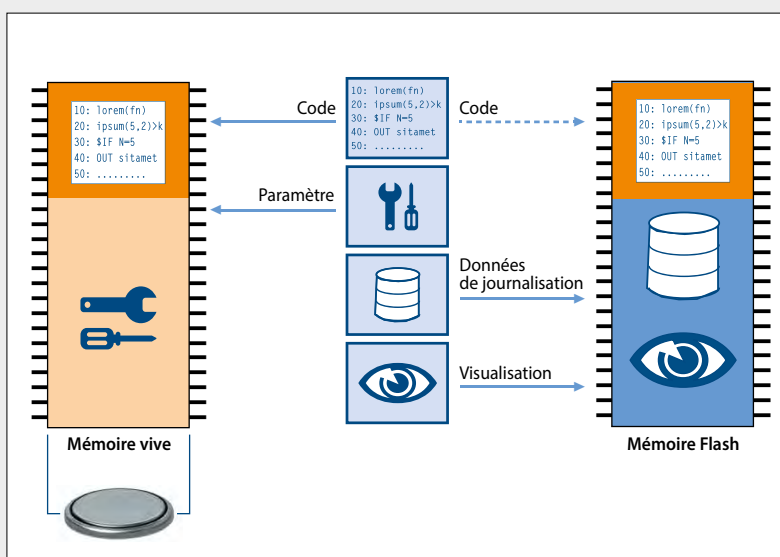 10: lorem(fn)
20: ipsum(5,2)>k
30: $IF N=5
40: OUT sitamet
50: .........
Mémoire vive
Code
Paramètre
10: lorem(fn)
20: ipsum(5,2)>k
30: $IF N=5
40: OUT sitamet
50: .........
Code
Données
de journalisation
Visualisation
10: lorem(fn)
20: ipsum(5,2)>k
30: $IF N=5
40: OUT sitamet
50: .........
Mémoire Flash